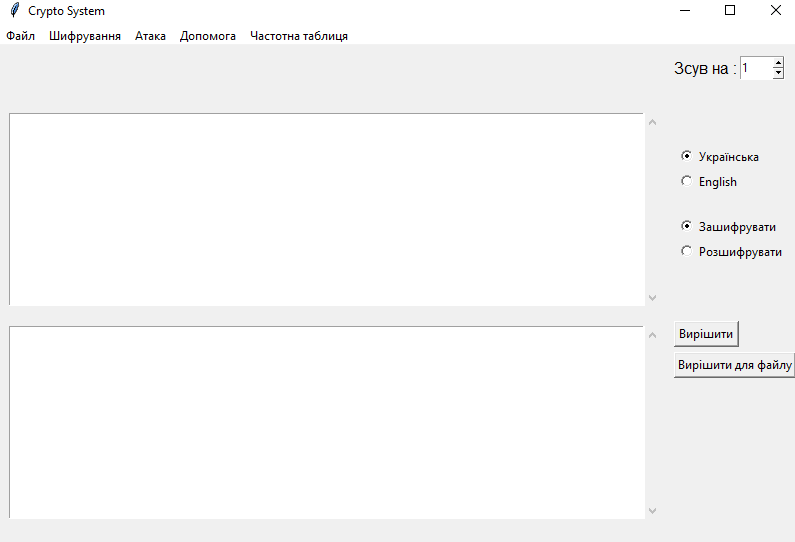 Crypto System
Файл Шифрування Атака Допомога Частотна таблиця
Зсув на : 1
Українська
English
Зашифрувати
Розшифрувати
Вирішити
Вирішити для файлу